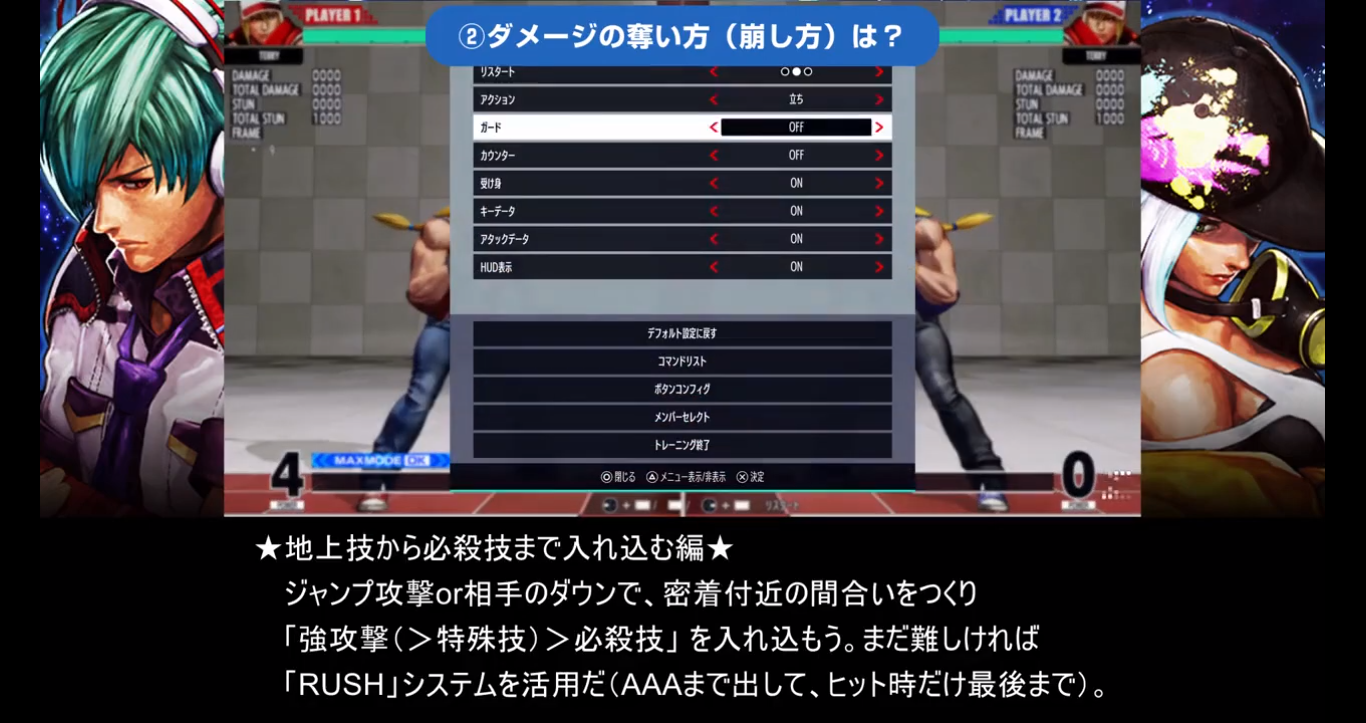 PLAYER 1
②ダメージの奪い方（崩し方）は？
PLAYER 2
TERRY
TERRY
DAMAGE 0000
TOTAL DAMAGE 0000
STUN 0000
TOTAL STUN 1000
FRAME
DAMAGE 0000
TOTAL DAMAGE 0000
STUN 0000
TOTAL STUN 1000
FRAME
リスタート
アクション 立ち
ガード OFF
カウンター OFF
受け身 ON
キーデータ ON
アタックデータ ON
HUD表示 ON
デフォルト設定に戻す
コマンドリスト
ボタンコンフィグ
メンバーセレクト
トレーニング終了
閉じる メニュー表示/非表示 決定
4
MAXMODE OK
POWER
0
POWER
リスタート
★地上技から必殺技まで入れ込む編★
ジャンプ攻撃or相手のダウンで、密着付近の間合いをつくり
「強攻撃（＞特殊技）＞必殺技」を入れ込もう。まだ難しければ
「RUSH」システムを活用だ（AAAまで出して、ヒット時だけ最後まで）。